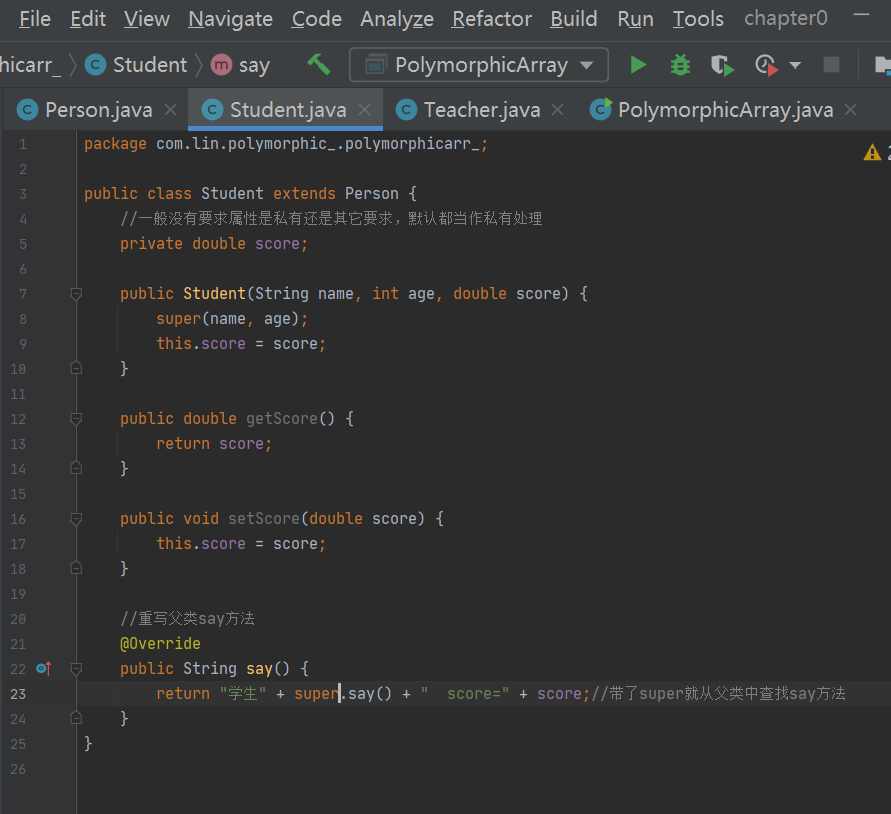 File Edit View Navigate Code Analyze Refactor Build Run Tools chapter0
hicarr_ Student say PolymorphicArray
Person.java Student.java Teacher.java PolymorphicArray.java
1 package com.lin.polymorphic_.polymorphicarr_; 2
2
3 public class Student extends Person {
4 //一般没有要求属性是私有还是其它要求，默认都当作私有处理
5 private double score;
6
7 public Student(String name, int age, double score) {
8 super(name, age);
9 this.score = score;
10 }
11
12 public double getScore() {
13 return score;
14 }
15
16 public void setScore(double score) {
17 this.score = score;
18 }
19
20 //重写父类say方法
21 @Override
22 public String say() {
23 return "学生" + super.say() + "  score=" + score;//带了super就从父类中查找say方法
24 }
25 }
26